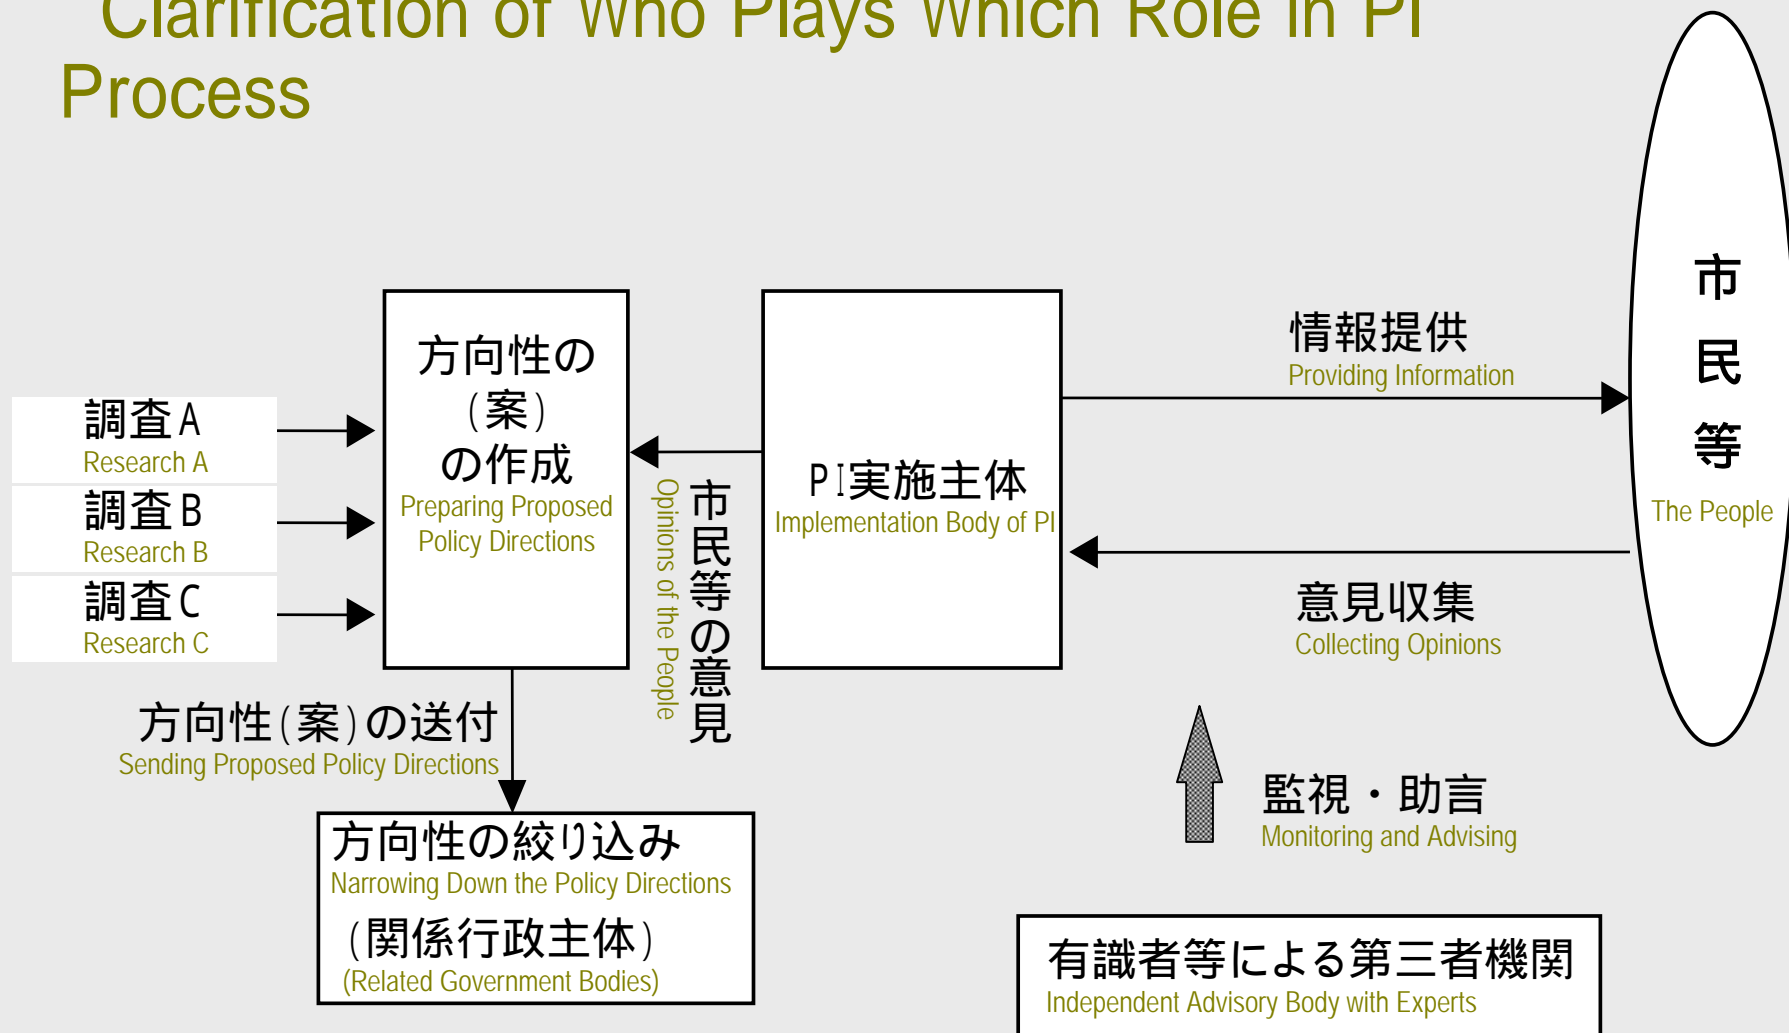 Clarification of Who Plays Which Role in PI
Process
市
民
等
The People
情報提供
Providing Information
方向性の
(案)
の作成
Preparing Proposed
Policy Directions
PI実施主体
Implementation Body of PI
調査A
Research A
調査B
Research B
調査C
Research C
市民等の意見
Opinions of the People
意見収集
Collecting Opinions
方向性(案)の送付
Sending Proposed Policy Directions
監視・助言
Monitoring and Advising
方向性の絞り込み
Narrowing Down the Policy Directions
(関係行政主体)
(Related Government Bodies)
有識者等による第三者機関
Independent Advisory Body with Experts